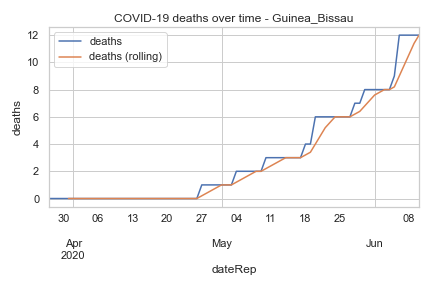 COVID-19 deaths over time - Guinea_Bissau
deaths
deaths (rolling)
deaths
12
10
8
6
4
2
0
30 06 13 20 27 04 11 18 25 08
Apr May Jun
2020
dateRep